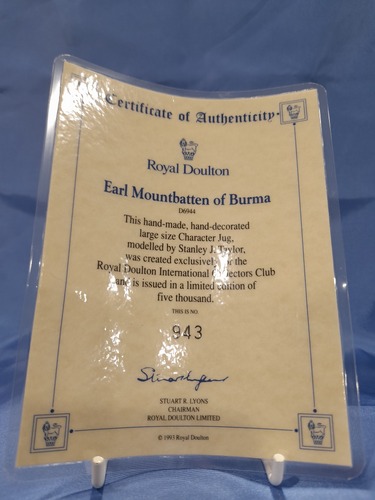 Certificate of Authenticity
Royal Doulton
Earl Mountbatten of Burma
D6944
This hand-made, hand-decorated
large size Character Jug,
modelled by Stanley J. Taylor,
was created exclusively for the
Royal Doulton International Collectors Club
and is issued in a limited edition of
five thousand.
THIS IS NO.
943
STUART R. LYONS
CHAIRMAN
ROYAL DOULTON LIMITED
© 1993 Royal Doulton